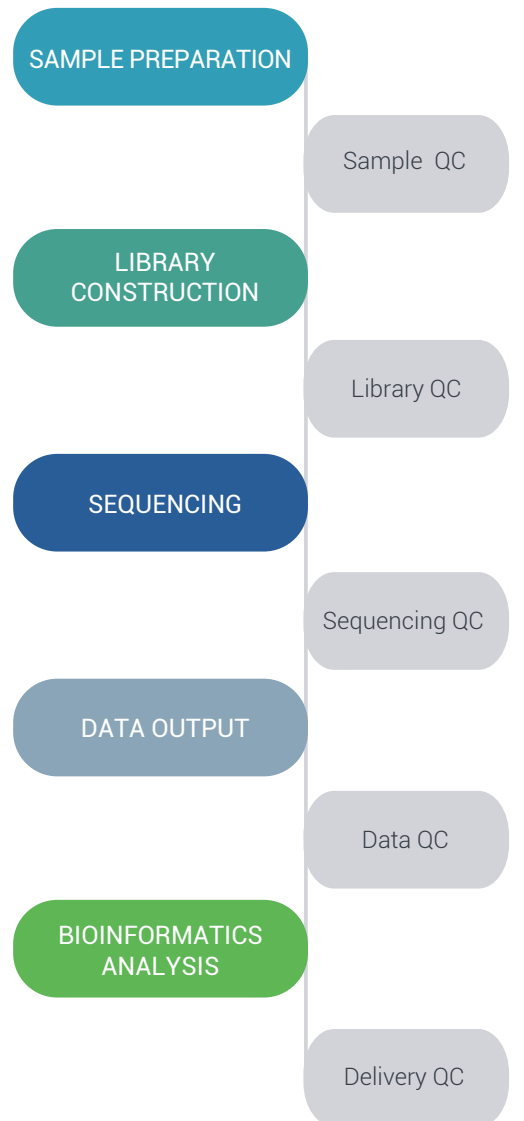 SAMPLE PREPARATION
Sample QC
LIBRARY
CONSTRUCTION
Library QC
SEQUENCING
Sequencing QC
DATA OUTPUT
Data QC
BIOINFORMATICS
ANALYSIS
Delivery QC